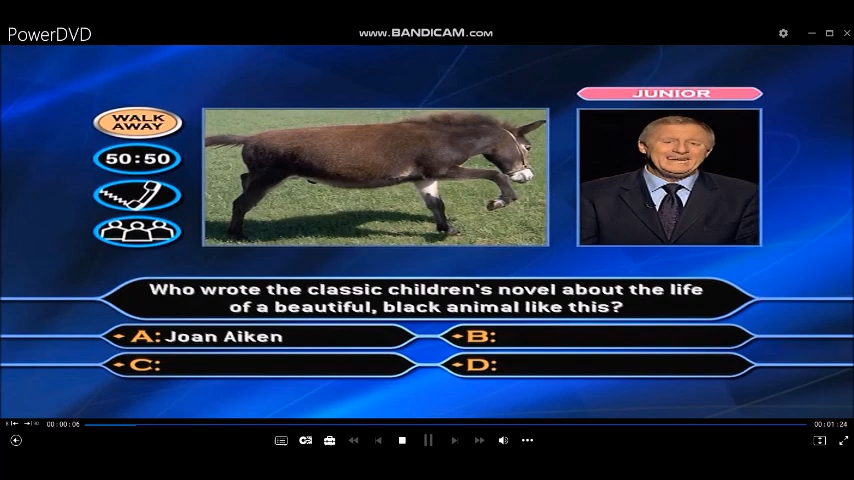 PowerDVD
www.BANDICAM.com
JUNIOR
WALK
AWAY
50:50
Who wrote the classic children's novel about the life
of a beautiful, black animal like this?
A: Joan Aiken
B:
C:
D:
00:00:06
00:01:24